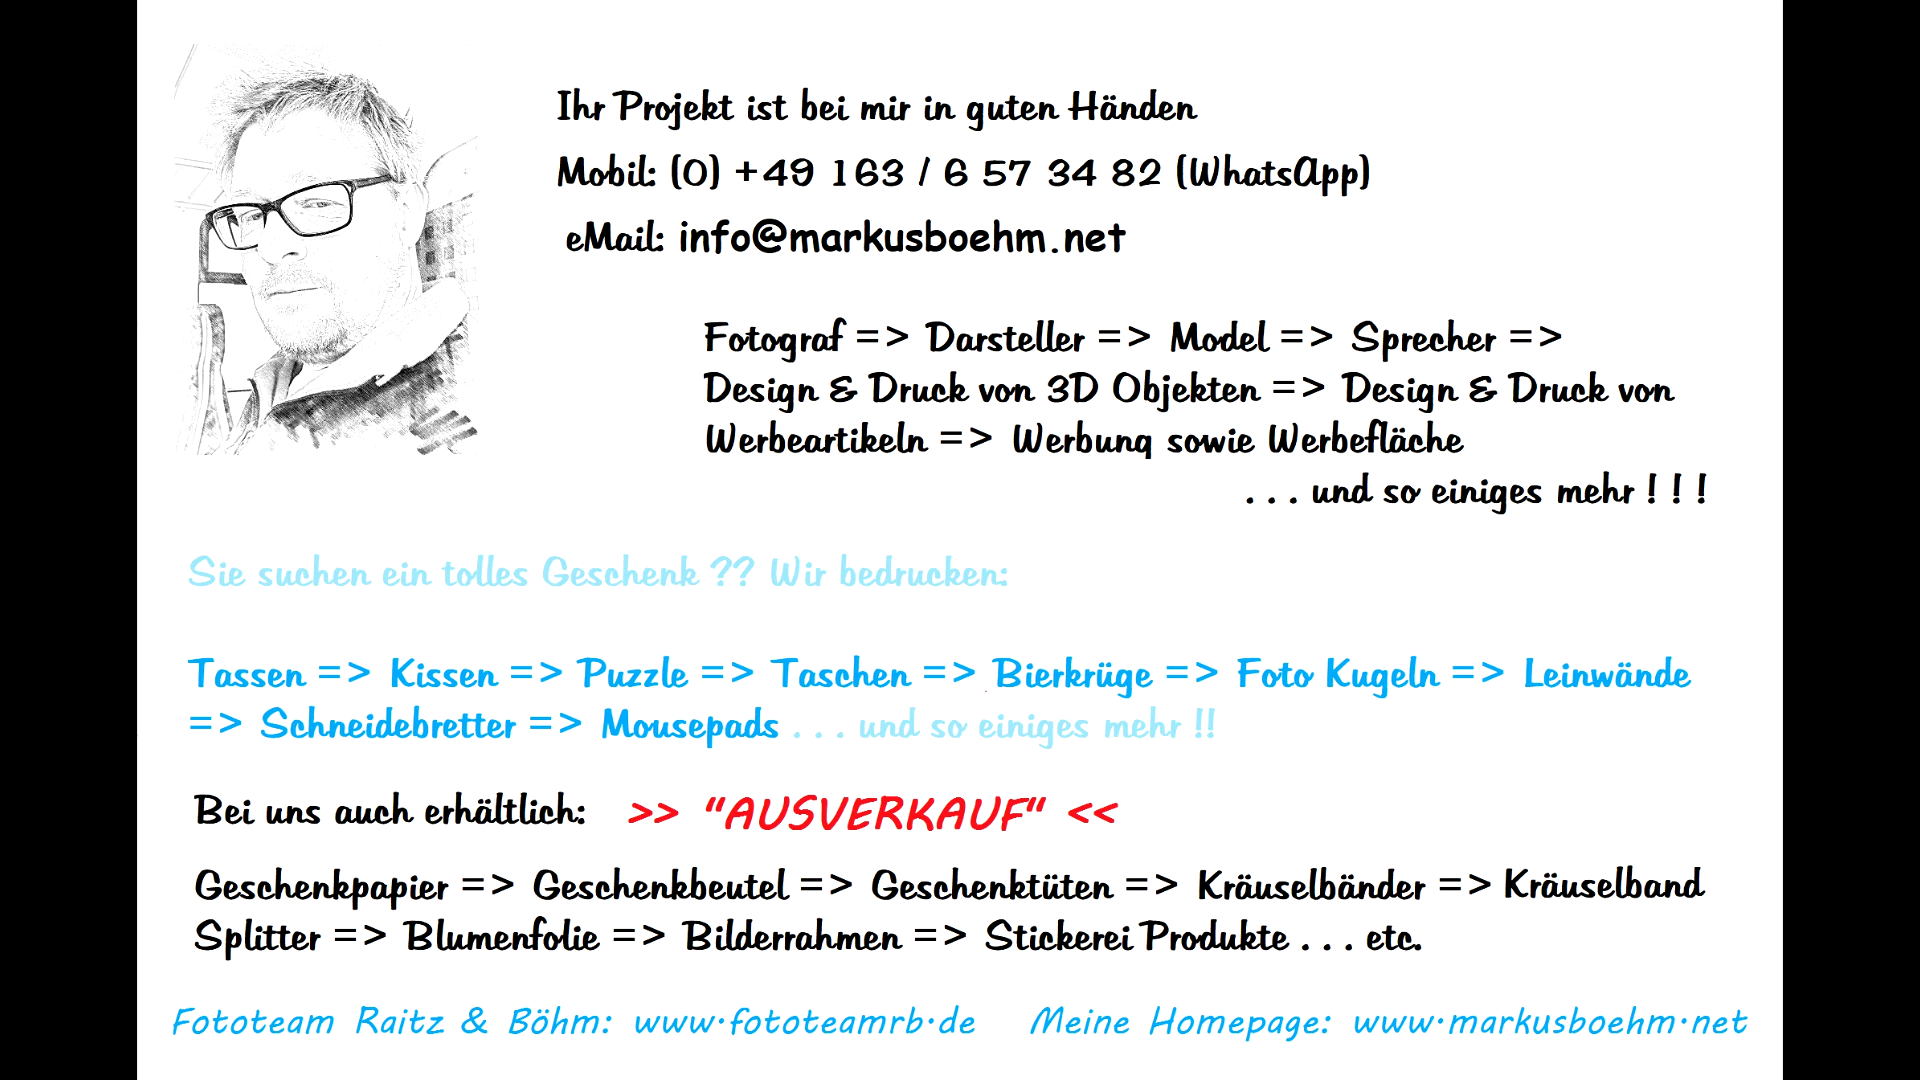 Ihr Projekt ist bei mir in guten Händen
Mobil: (0) +49 163 / 6 57 34 82 (WhatsApp)
eMail: info@markusboehm.net
Fotograf => Darsteller => Model => Sprecher =>
Design & Druck von 3D Objekten => Design & Druck von
Werbeartikeln => Werbung sowie Werbefläche
. . . und so einiges mehr ! ! !
Sie suchen ein tolles Geschenk ?? Wir bedrucken:
Tassen => Kissen => Puzzle => Taschen => Bierkrüge => Foto Kugeln => Leinwände
=> Schneidebretter => Mousepads . . . und so einiges mehr !!
Bei uns auch erhältlich: >> "AUSVERKAUF" <<
Geschenkpapier => Geschenkbeutel => Geschenktüten => Kräuselbänder => Kräuselband
Splitter => Blumenfolie => Bilderrahmen => Stickerei Produkte . . . etc.
Fototeam Raitz & Böhm: www.fototeamrb.de Meine Homepage: www.markusboehm.net